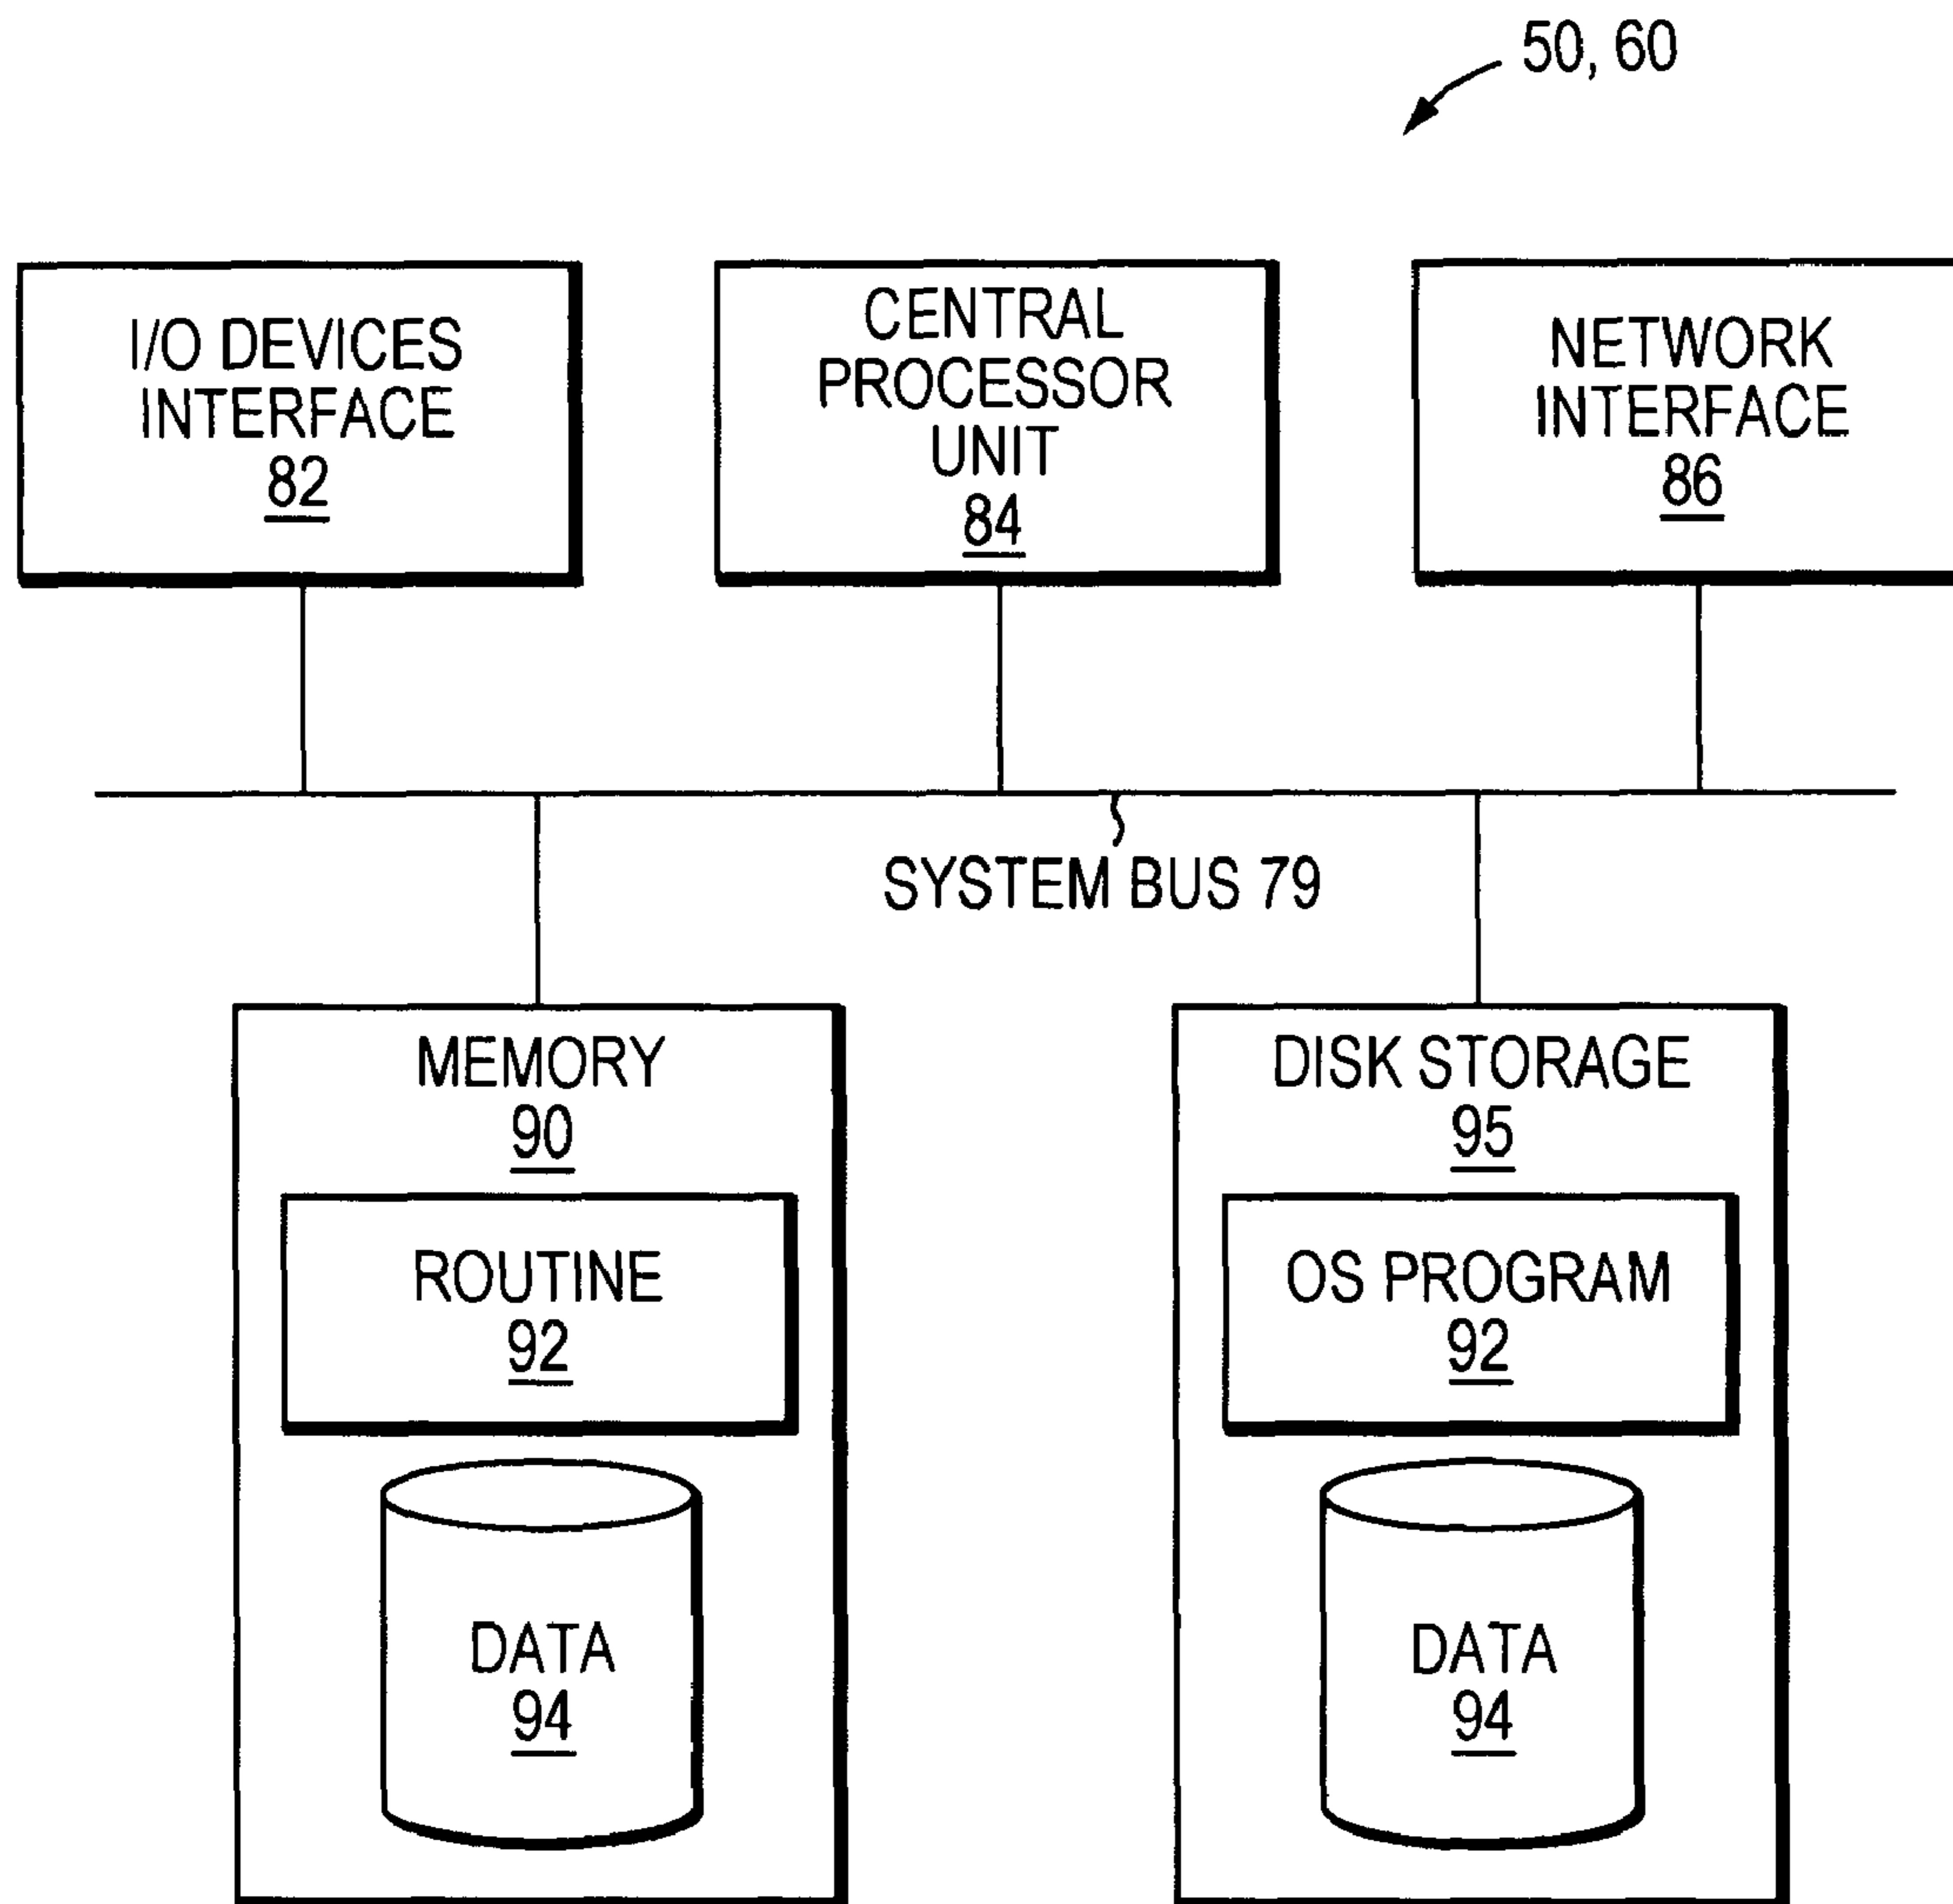 50, 60
I/O DEVICES
INTERFACE
82
CENTRAL
PROCESSOR
UNIT
84
NETWORK
INTERFACE
86
SYSTEM BUS 79
MEMORY
90
ROUTINE
92
DATA
94
DISK STORAGE
95
OS PROGRAM
92
DATA
94